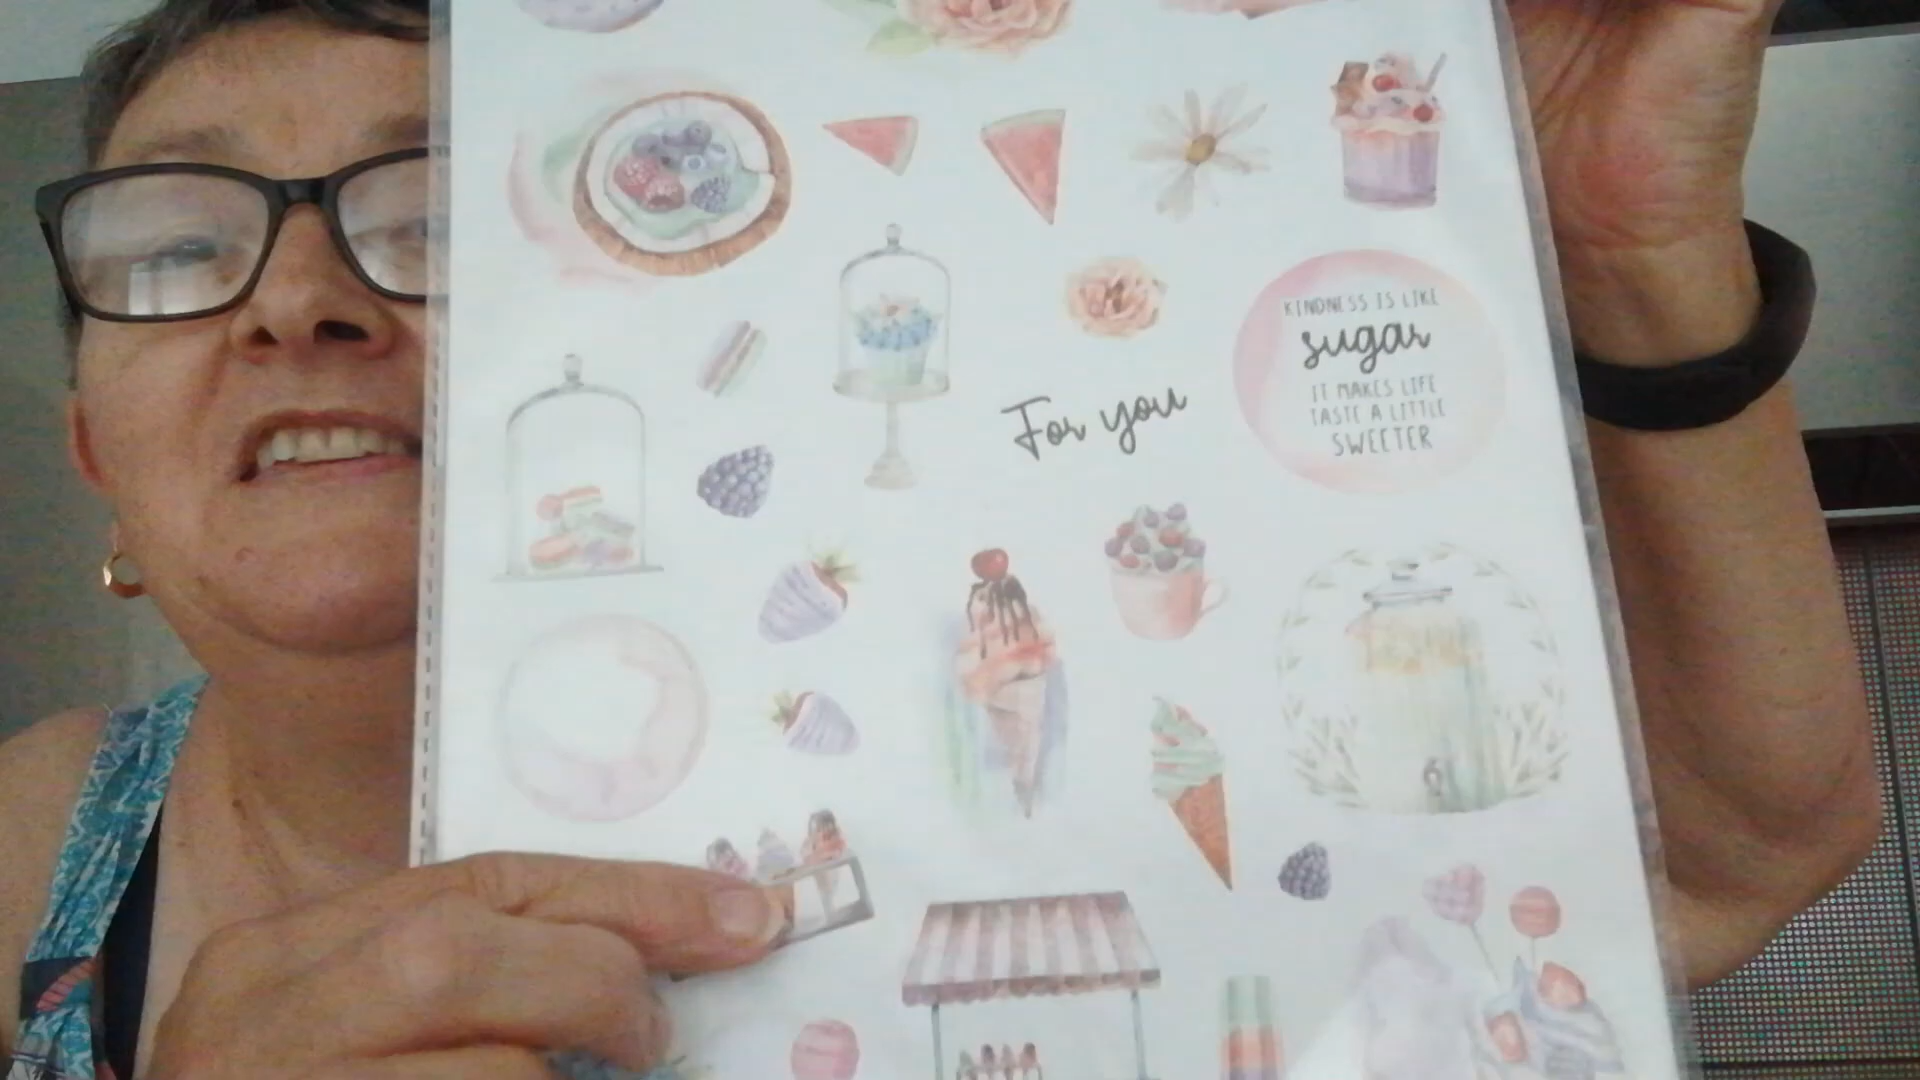 KINDNESS IS LIKE
sugar
IT MAKES LIFE
TASTE A LITTLE
SWEETER
For you